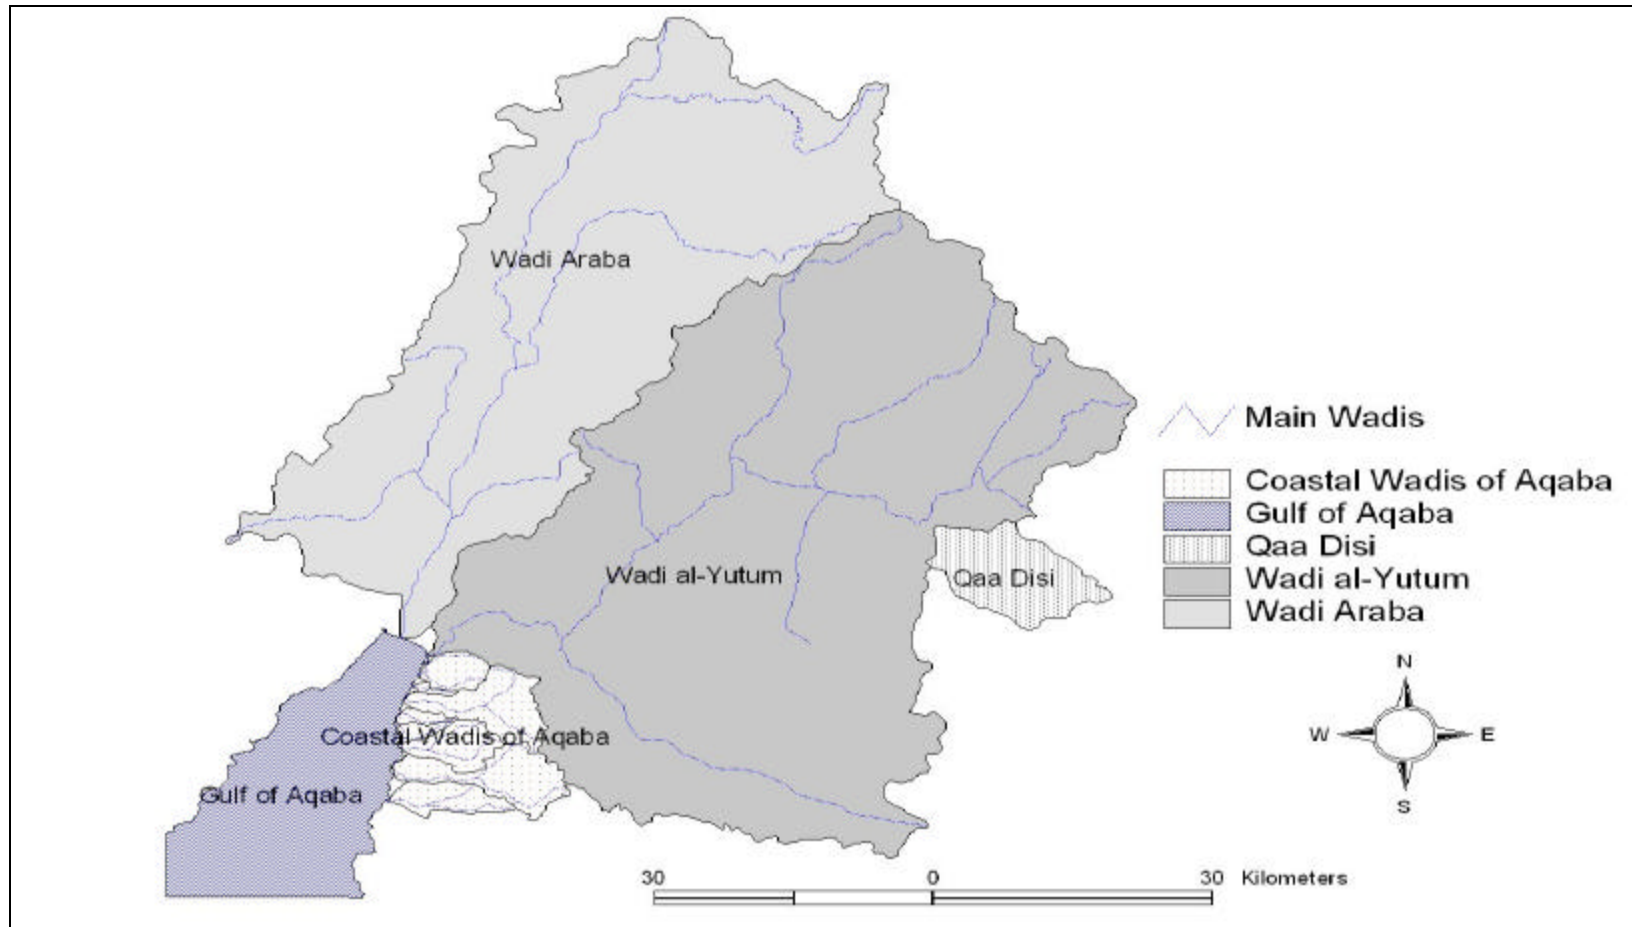 Wadi Araba
Main Wadis
Coastal Wadis of Aqaba
Gulf of Aqaba
Qaa Disi
Wadi al-Yutum
Wadi Araba
Wadi al-Yutum
Qaa Disi
Coastal Wadis of Aqaba
Gulf of Aqaba
N
W E
S
30 0 30 Kilometers